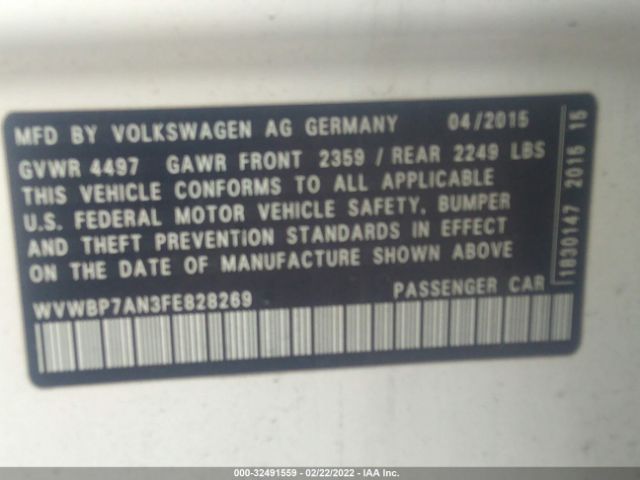 MFD BY VOLKSWAGEN AG GERMANY 04/2015
GVWR 4497 GAWR FRONT 2359 / REAR 2249 LBS
THIS VEHICLE CONFORMS TO ALL APPLICABLE
U.S. FEDERAL MOTOR VEHICLE SAFETY, BUMPER
AND THEFT PREVENTION STANDARDS IN EFFECT
ON THE DATE OF MANUFACTURE SHOWN ABOVE
WVWBP7AN3FE828269 PASSENGER CAR
1830147 2015 15
000-32491559 - 02/22/2022 - IAA Inc.